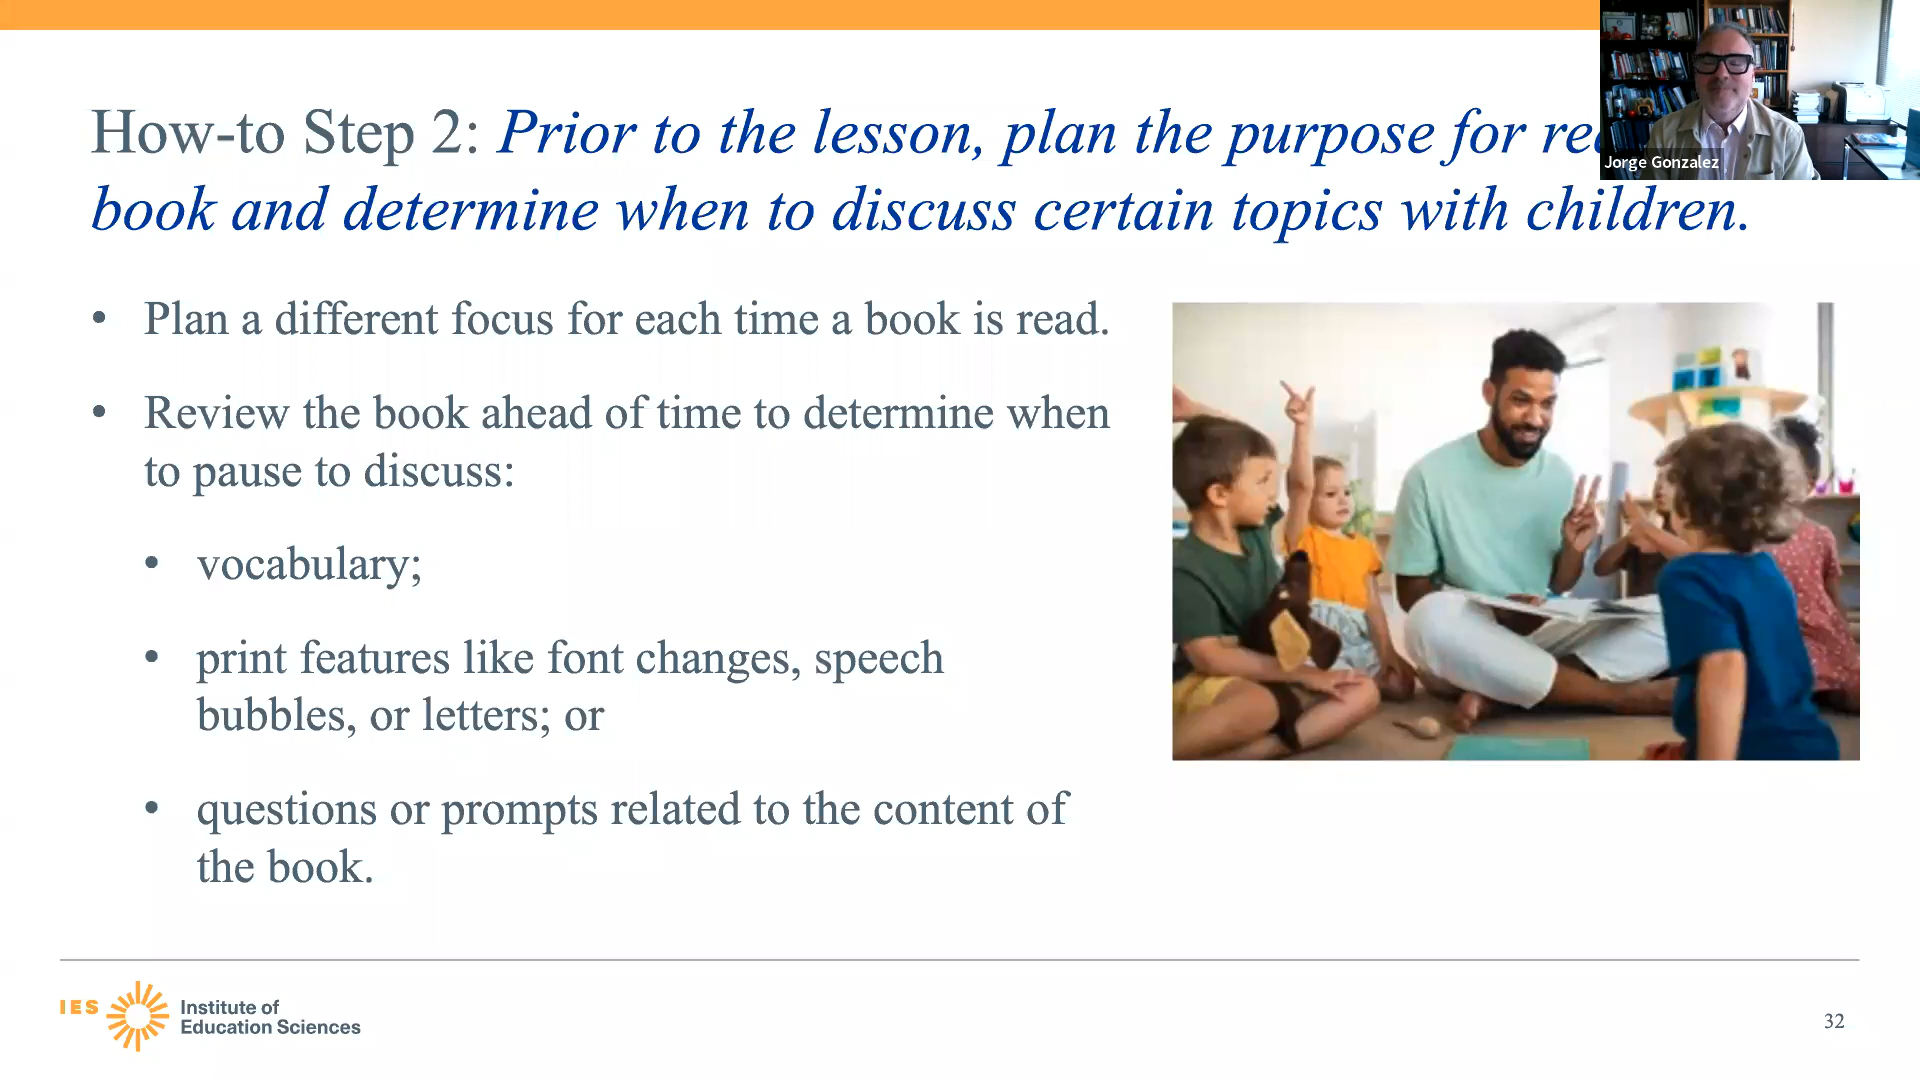 How-to Step 2: Prior to the lesson, plan the purpose for
book and determine when to discuss certain topics with children.
Jorge Gonzalez
• Plan a different focus for each time a book is read.
• Review the book ahead of time to determine when
to pause to discuss:
• vocabulary;
• print features like font changes, speech
bubbles, or letters; or
• questions or prompts related to the content of
the book.
IES
Institute of
Education Sciences
32